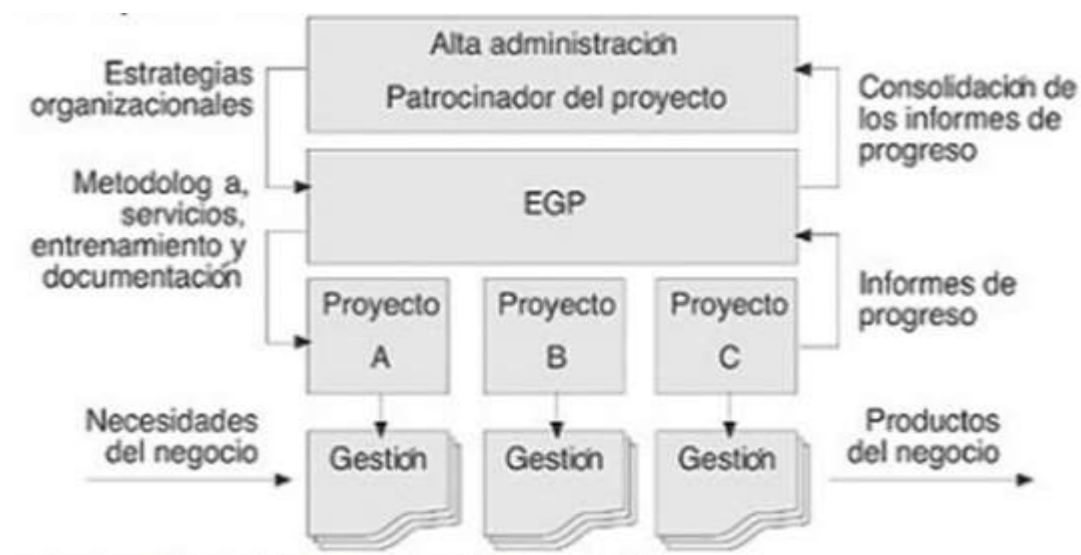 Alta administración
Patrocinador del proyecto
Estrategias
organizacionales
Consolidación de
los informes de
progreso
EGP
Metodolog a,
servicios,
entrenamiento y
documentación
Informes de
progreso
Proyecto
A
Proyecto
B
Proyecto
C
Necesidades
del negocio
Gestión
Gestión
Gestión
Productos
del negocio